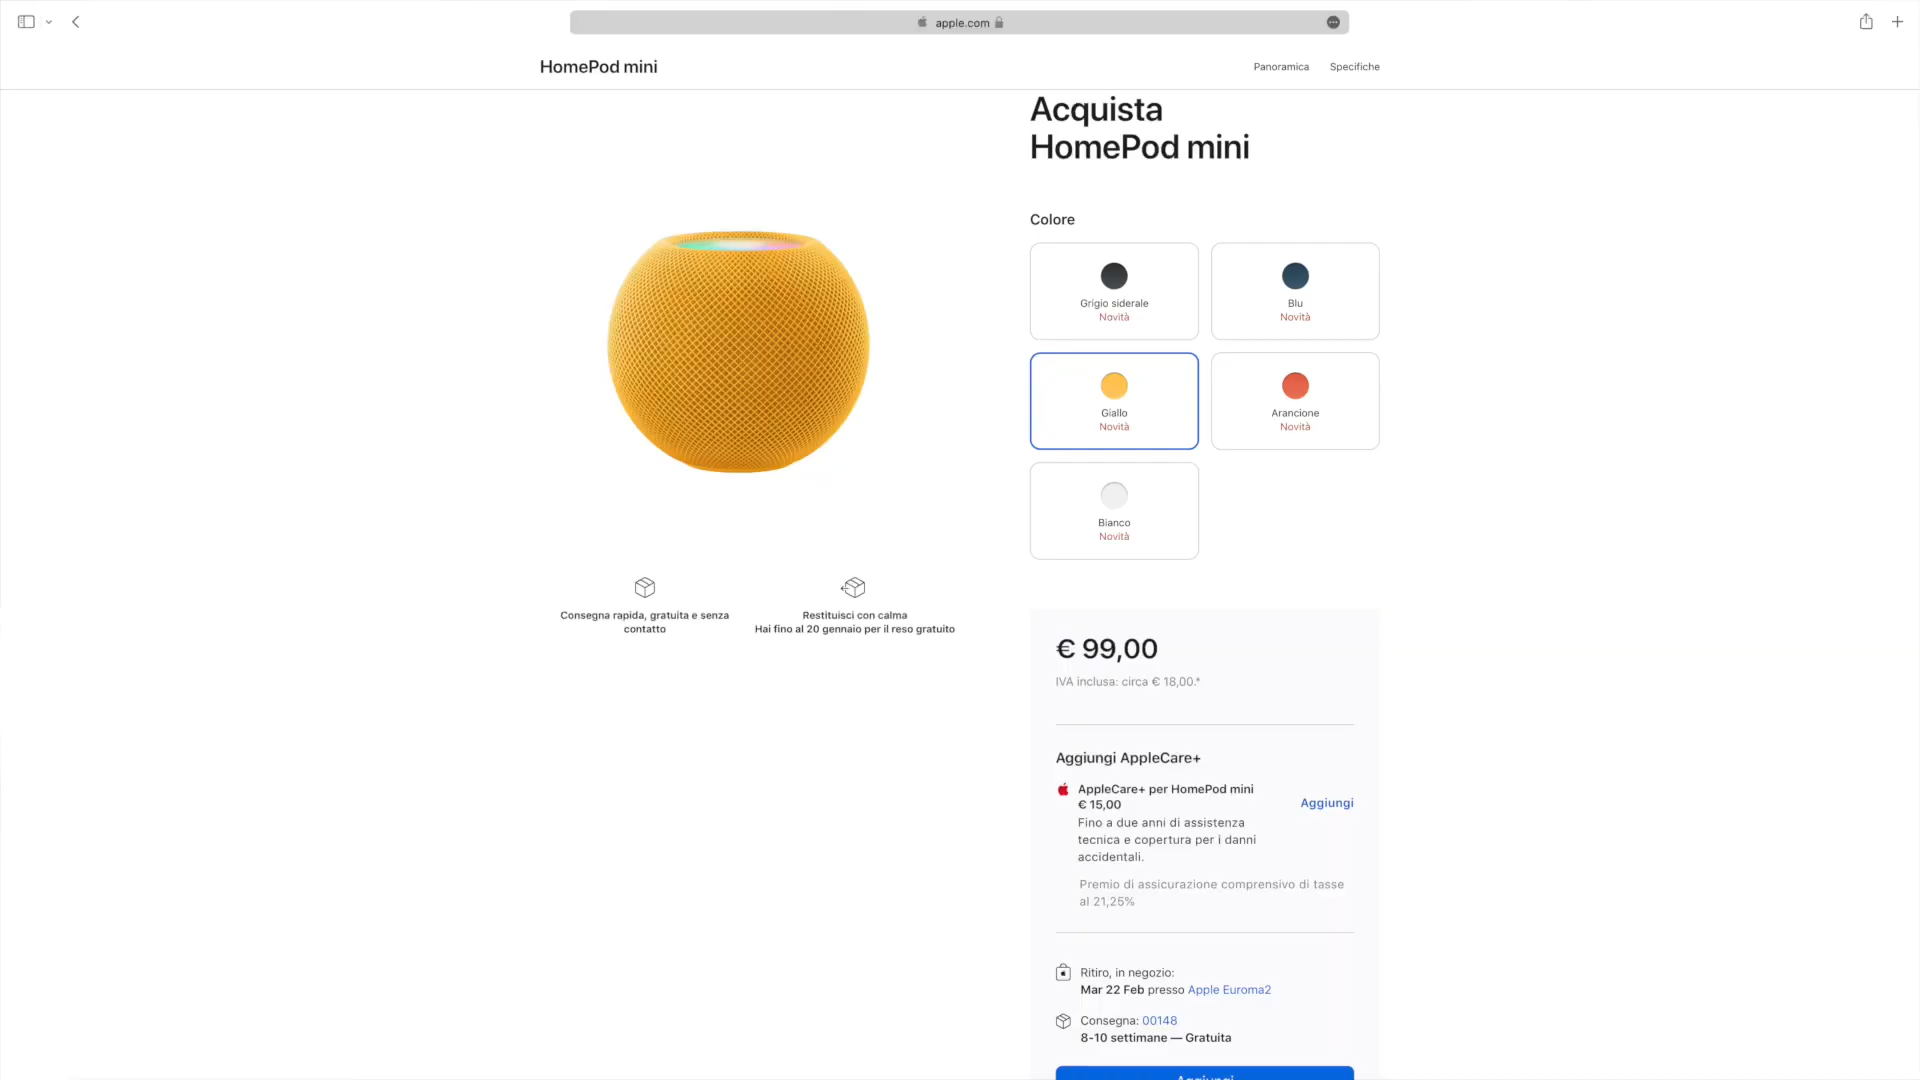 apple.com
HomePod mini
Panoramica
Specifiche
Acquista
HomePod mini
Colore
Grigio siderale
Novità
Blu
Novità
Giallo
Novità
Arancione
Novità
Bianco
Novità
Consegna rapida, gratuita e senza
contatto
Restituisci con calma
Hai fino al 20 gennaio per il reso gratuito
€ 99,00
IVA inclusa: circa € 18,00.*
Aggiungi AppleCare+
AppleCare+ per HomePod mini
€ 15,00
Aggiungi
Fino a due anni di assistenza
tecnica e copertura per i danni
accidentali.
Premio di assicurazione comprensivo di tasse
al 21,25%
Ritiro, in negozio:
Mar 22 Feb presso Apple Euroma2
Consegna: 00148
8-10 settimane — Gratuita
Aggiungi